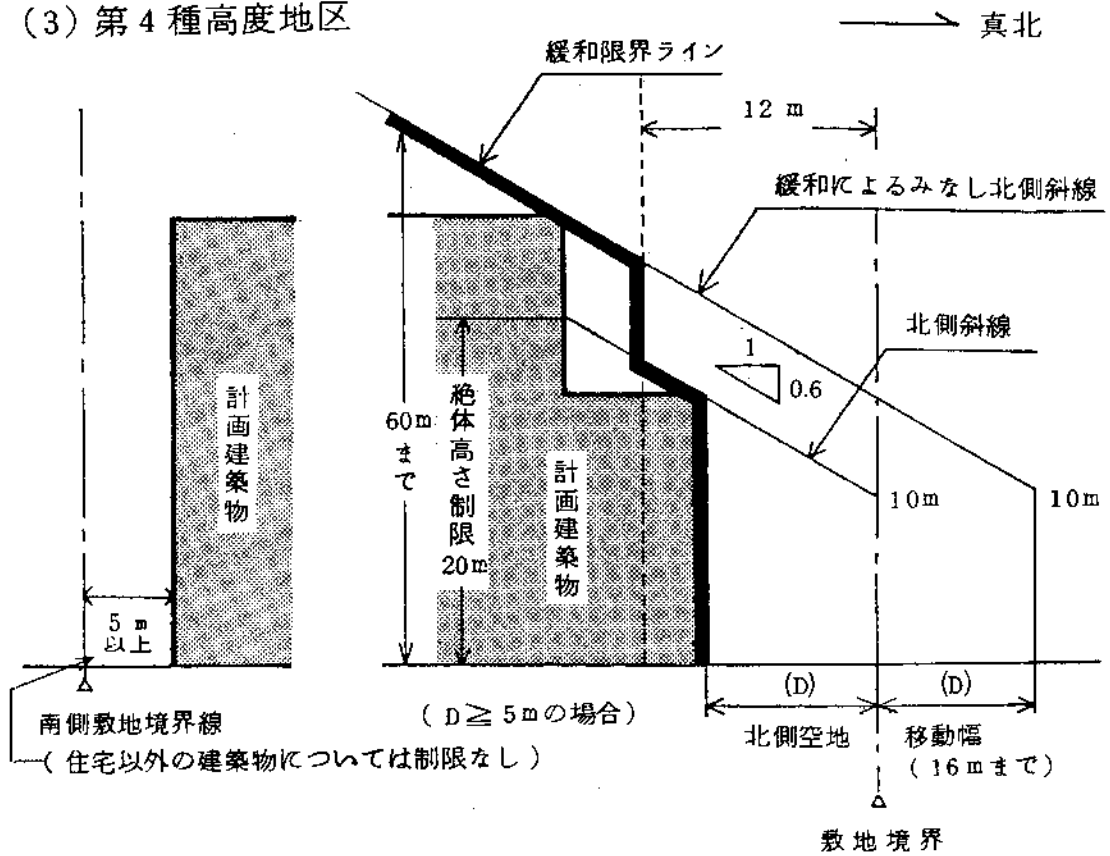 (3) 第4種高度地区
真北
緩和限界ライン
12 m
緩和によるみなし北側斜線
北側斜線
1
0.6
計画建築物
60m
まで
絶体高さ制限
20m
計画建築物
10m
10m
5 m
以上
(D)
(D)
南側敷地境界線
( D≧5mの場合)
北側空地
移動幅
(住宅以外の建築物については制限なし)
(16mまで)
敷地境界